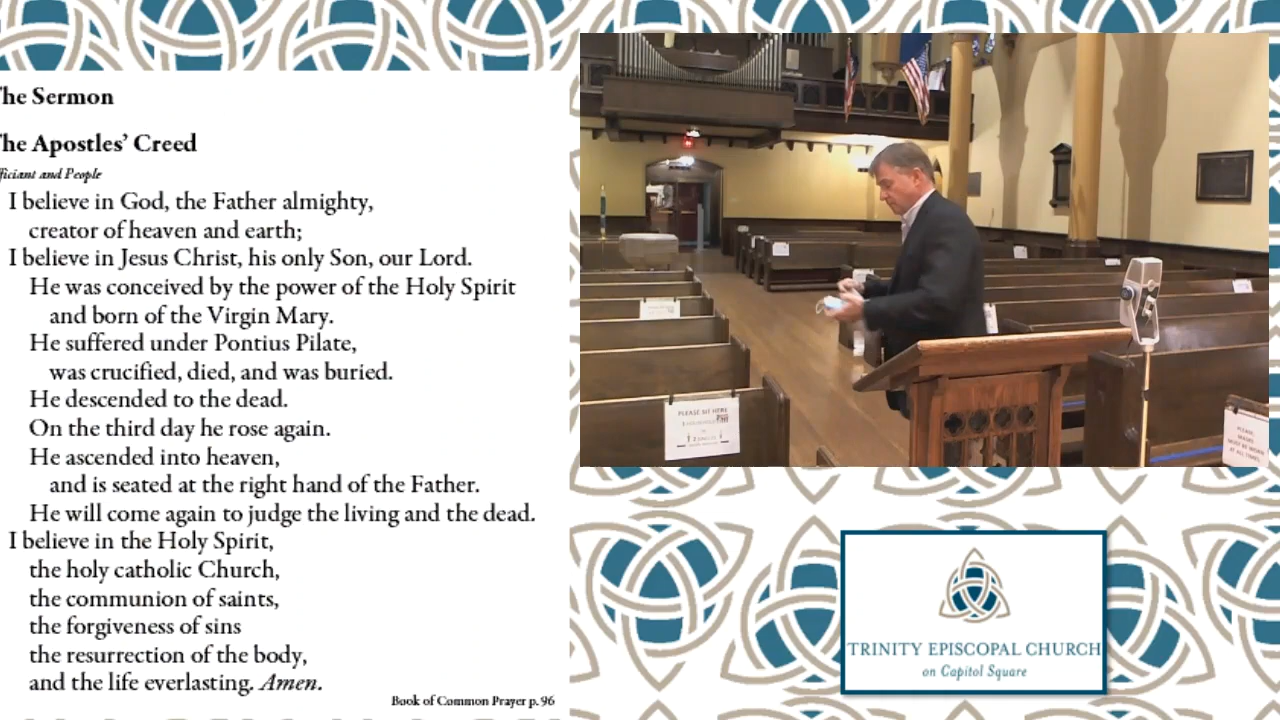 he Sermon
he Apostles' Creed
ficiant and People
I believe in God, the Father almighty,
creator of heaven and earth;
I believe in Jesus Christ, his only Son, our Lord.
He was conceived by the power of the Holy Spirit
and born of the Virgin Mary.
He suffered under Pontius Pilate,
was crucified, died, and was buried.
He descended to the dead.
On the third day he rose again.
He ascended into heaven,
and is seated at the right hand of the Father.
He will come again to judge the living and the dead.
I believe in the Holy Spirit,
the holy catholic Church,
the communion of saints,
the forgiveness of sins
the resurrection of the body,
and the life everlasting. Amen.
Book of Common Prayer p. 96
PLEASE SIT HERE
PLEASE
AT ALL TIMES
TRINITY EPISCOPAL CHURCH
on Capitol Square